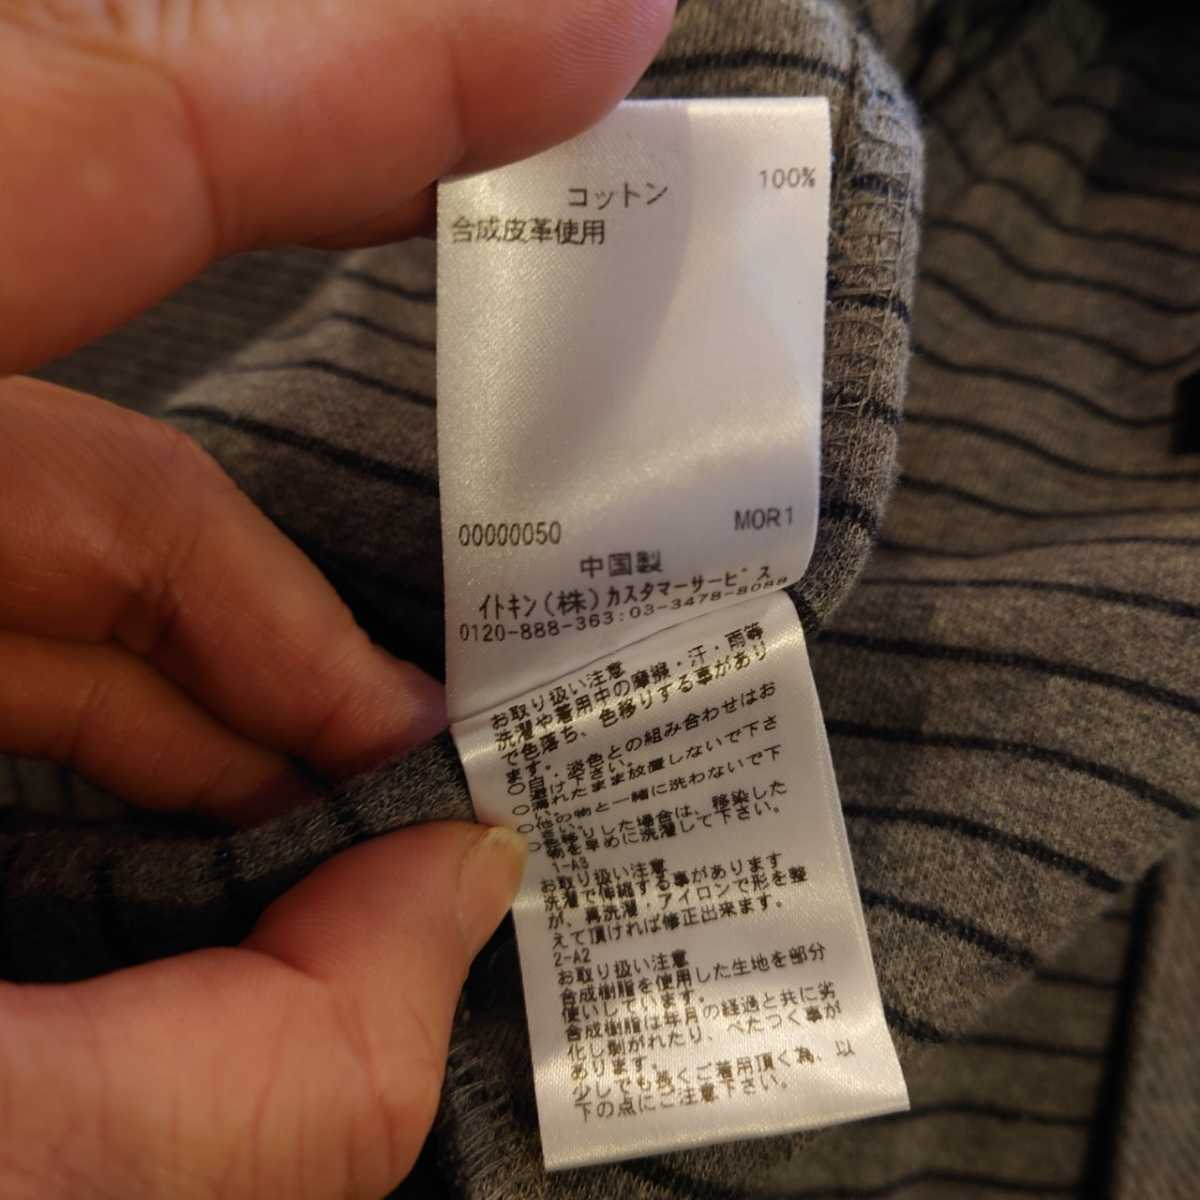 コットン 100%
合成皮革使用
00000050 MOR1
中国製
イトキン(株)カスタマーサービス
0120-888-363:03-3478-8088
お取り扱い注意
洗濯や着用中の摩擦・汗・雨等
で色落ち、色移りする事があり
ます。
○白・淡色との組み合わせはお
避け下さい。
○濡れたまま放置しないで下さ
い。
○他の物と一緒に洗わないで下
さい。
○色移りした場合は、移染した
物を早めに洗濯して下さい。
1-A3
お取り扱い注意
洗濯で伸縮する事があります
が、再洗濯・アイロンで形を整
えて頂ければ修正出来ます。
2-A2
お取り扱い注意
合成樹脂を使用した生地を部分
使いしています。
合成樹脂は年月の経過と共に劣
化し剝がれたり、べたつく事が
あります。
少しでも長くご着用頂く為、以
下の点にご注意下さい。